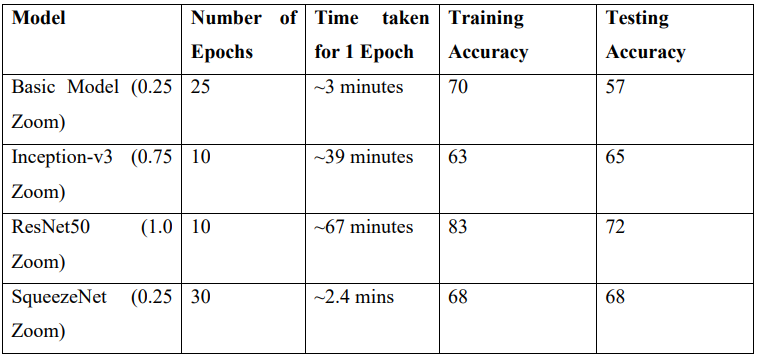 Model Number of Time taken Training Testing
Epochs for 1 Epoch Accuracy Accuracy
Basic Model (0.25 25 ~3 minutes 70 57
Zoom)
Inception-v3 (0.75 10 ~39 minutes 63 65
Zoom)
ResNet50 (1.0 10 ~67 minutes 83 72
Zoom)
SqueezeNet (0.25 30 ~2.4 mins 68 68
Zoom)